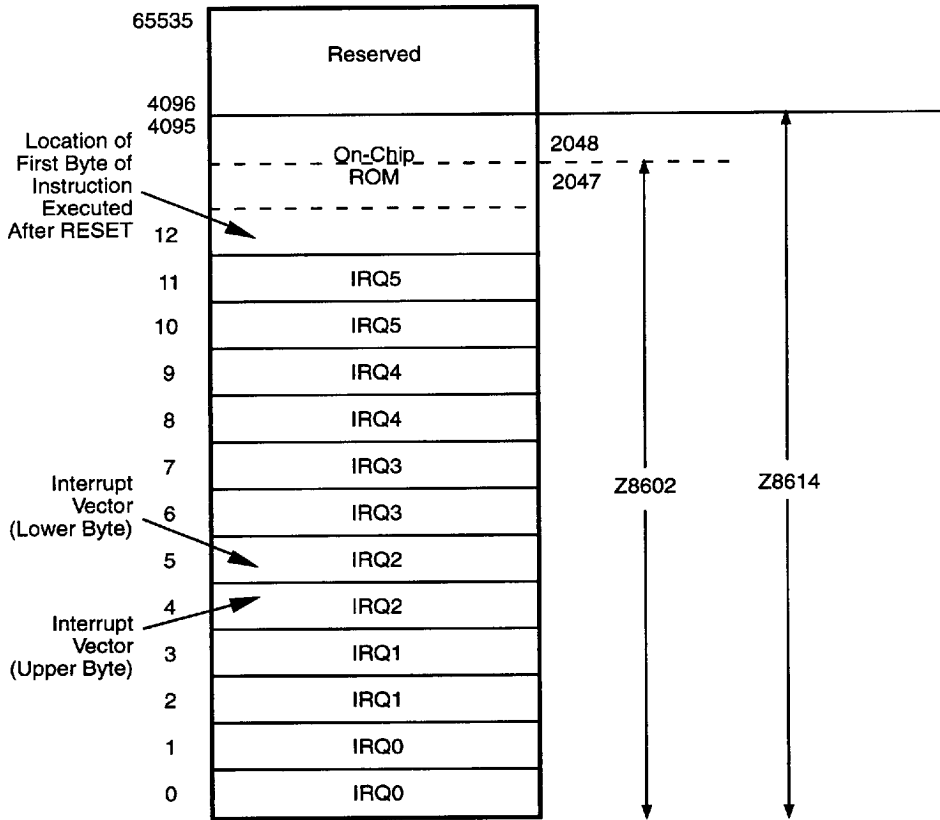 65535
Reserved
4096
4095
Location of
First Byte of
Instruction
Executed
After RESET
12
On-Chip
ROM
2048
2047
11 IRQ5
10 IRQ5
9 IRQ4
8 IRQ4
7 IRQ3
6 IRQ3
Interrupt
Vector
(Lower Byte)
5 IRQ2
4 IRQ2
Interrupt
Vector
(Upper Byte)
3 IRQ1
2 IRQ1
1 IRQ0
0 IRQ0
Z8602
Z8614